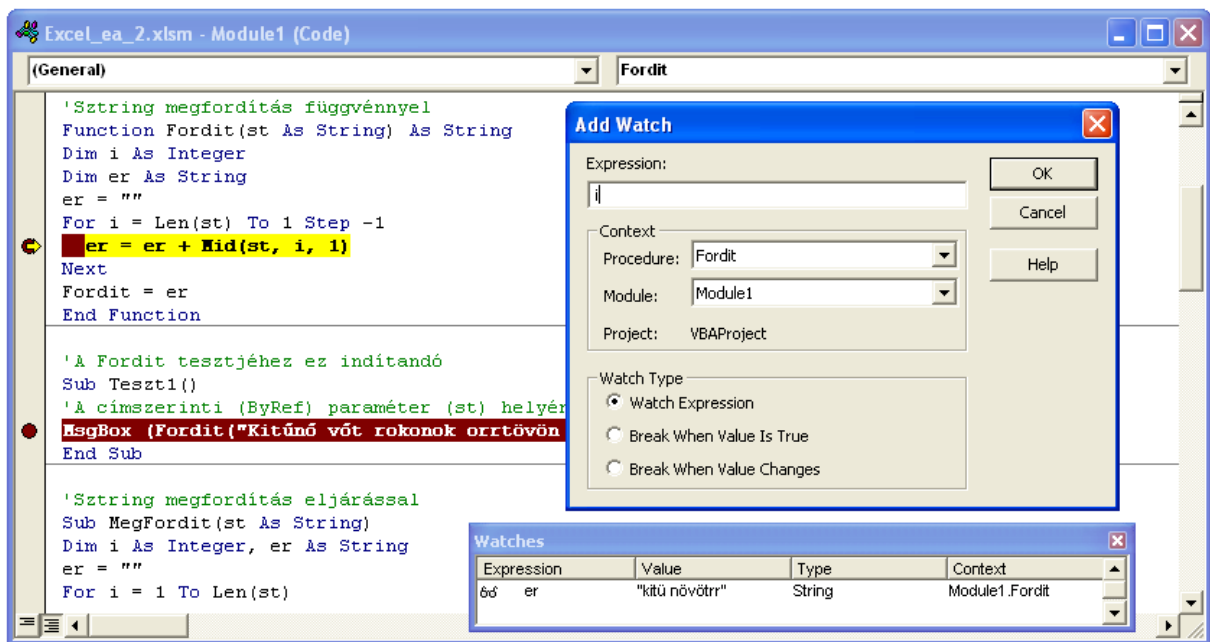 Excel_ea_2.xlsm - Module1 (Code)
(General)
Fordit
'Sztring megfordítás függvénnyel
Function Fordit(st As String) As String
Dim i As Integer
Dim er As String
er = ""
For i = Len(st) To 1 Step -1
er = er + Mid(st, i, 1)
Next
Fordit = er
End Function
'A Fordit tesztjéhez ez indítandó
Sub Teszt1()
'A címszerinti (ByRef) paraméter (st) helyér
MsgBox (Fordit("Kitűnő vőt rokonok orrtövön
End Sub
'Sztring megfordítás eljárással
Sub MegFordit(st As String)
Dim i As Integer, er As String
er = ""
For i = 1 To Len(st)
Add Watch
Expression:
i
OK
Cancel
Help
Context
Procedure:
Fordit
Module:
Module1
Project:
VBAProject
Watch Type
Watch Expression
Break When Value Is True
Break When Value Changes
Watches
Expression Value Type Context
er "kitü növötrr" String Module1.Fordit